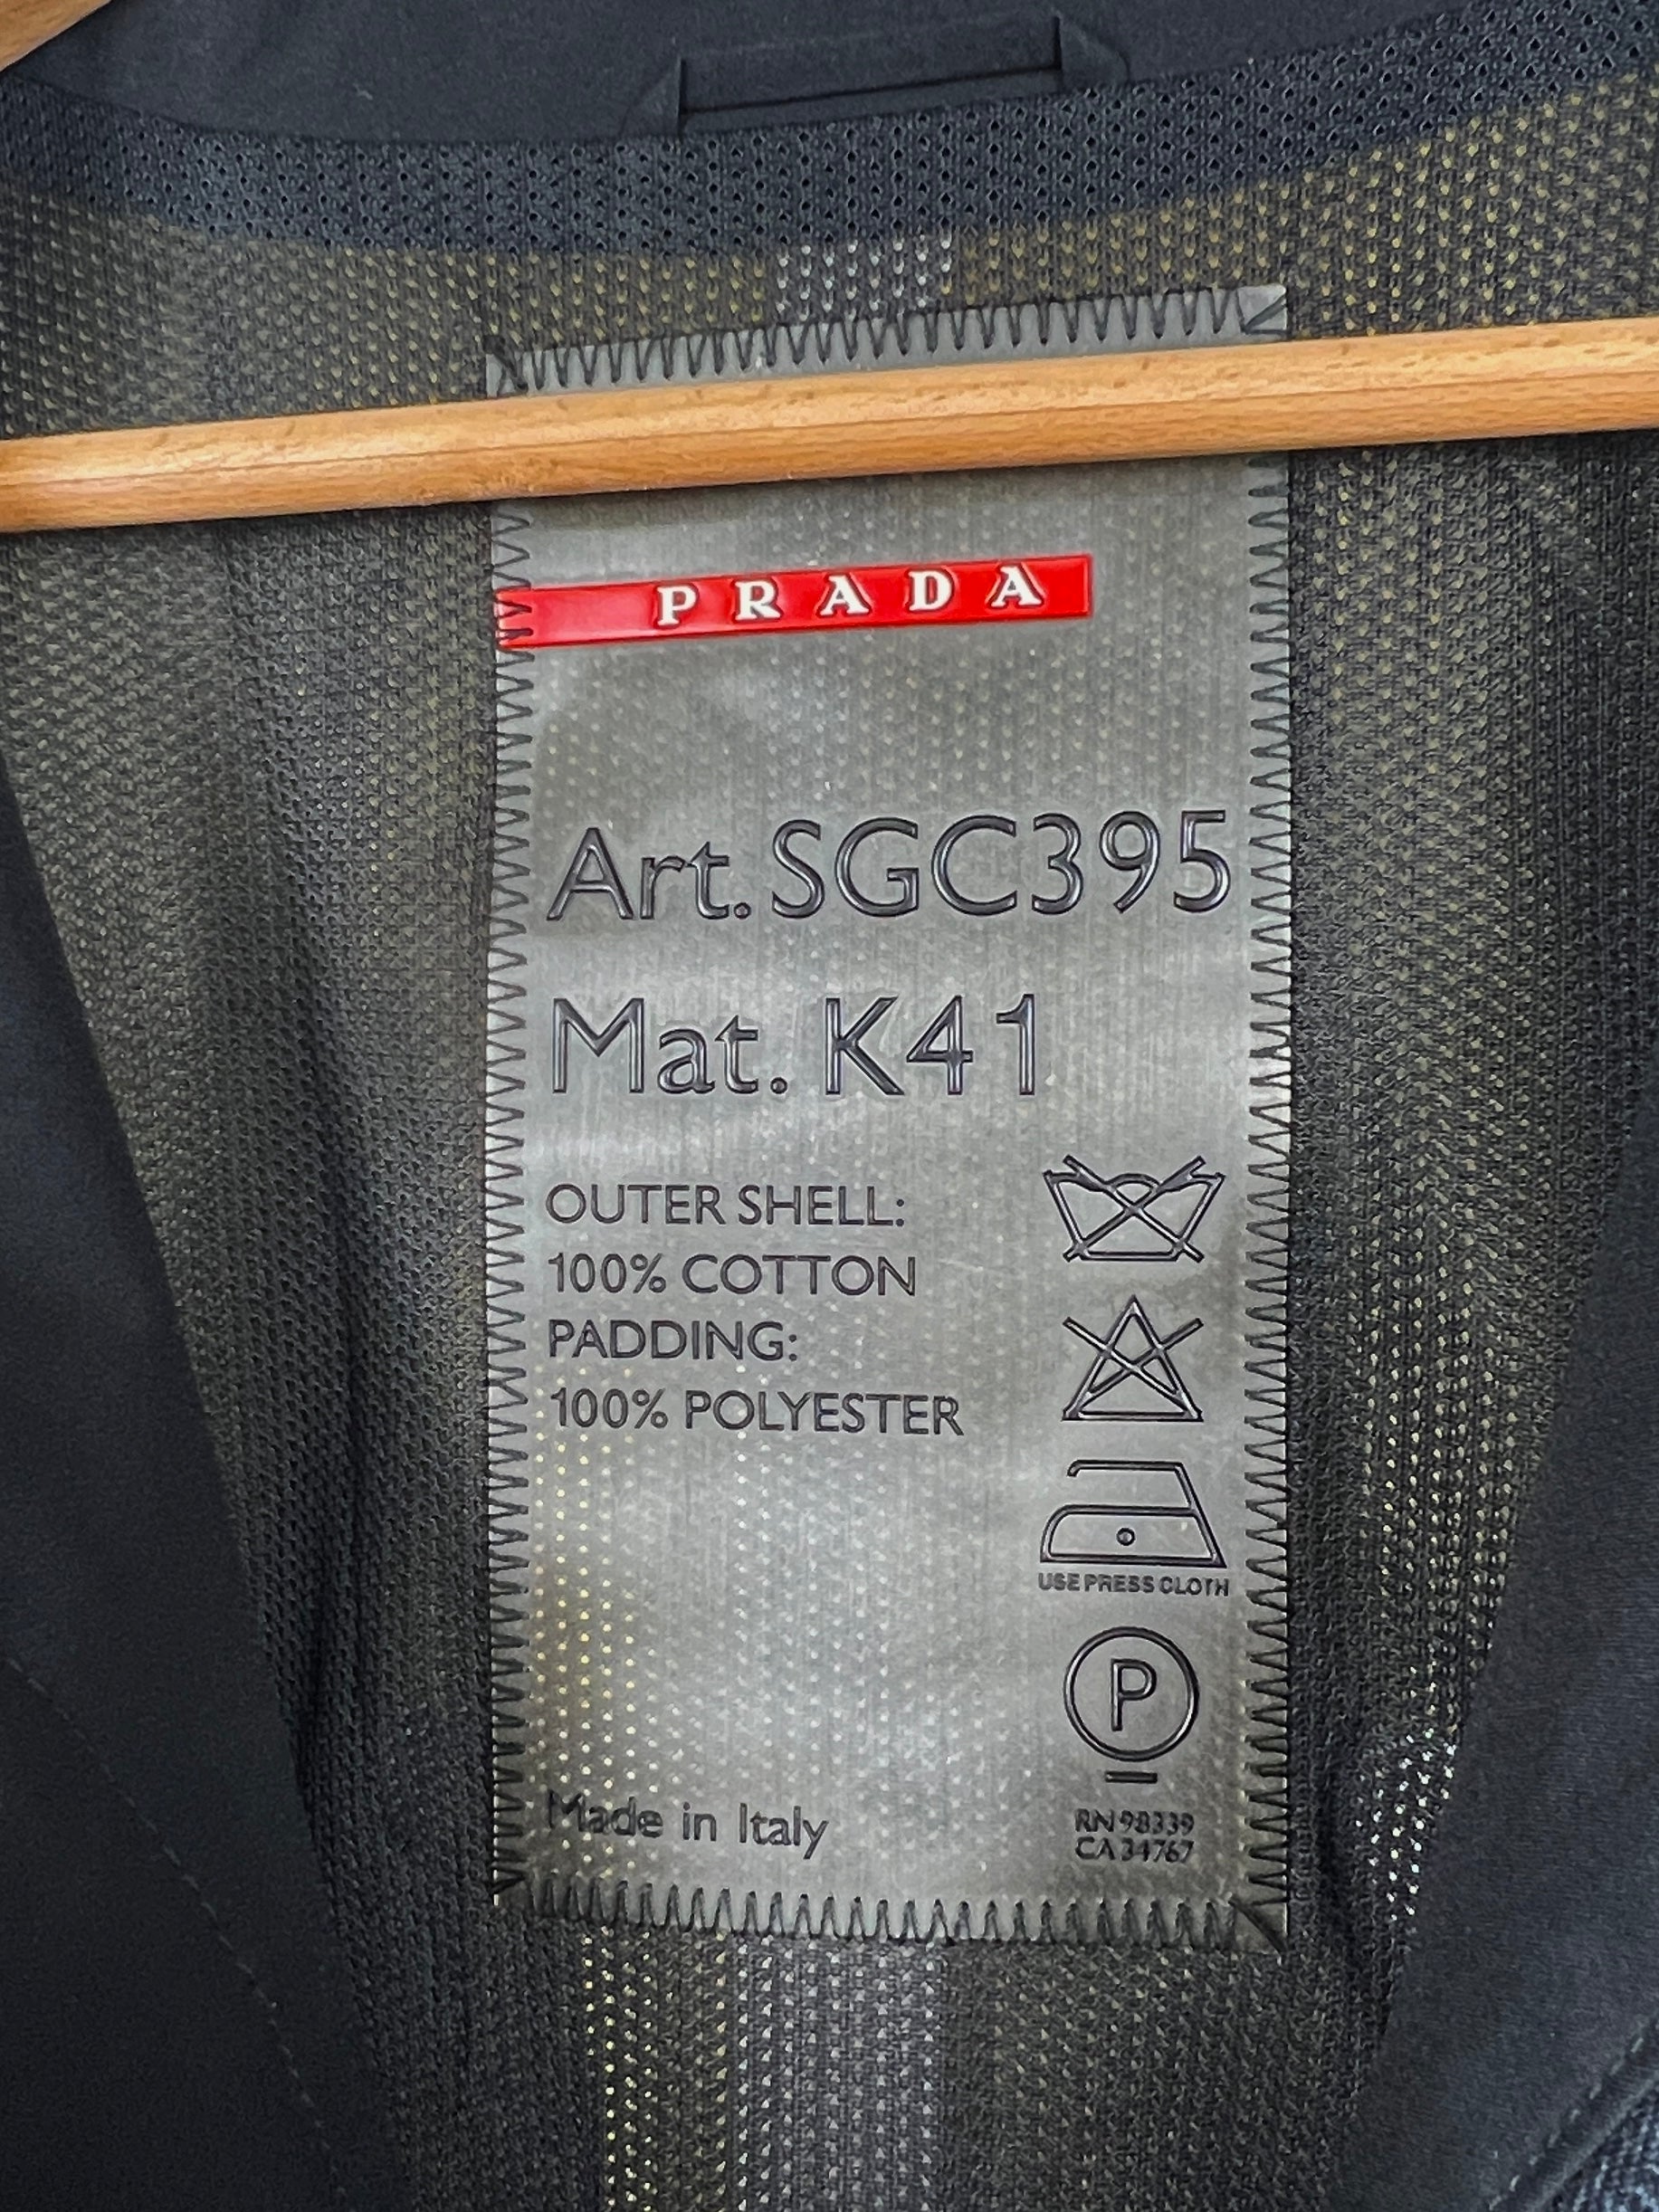 PRADA
Art. SGC395
Mat. K41
OUTER SHELL:
100% COTTON
PADDING:
100% POLYESTER
USE PRESS CLOTH
P
Made in Italy
RN 98339
CA 34767